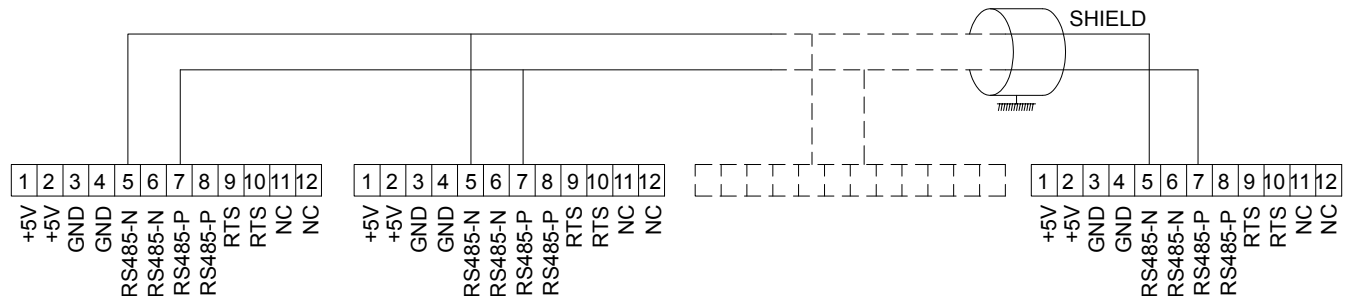 SHIELD
1 2 3 4 5 6 7 8 9 10 11 12
+5V +5V GND GND RS485-N RS485-N RS485-P RS485-P RTS RTS NC NC
1 2 3 4 5 6 7 8 9 10 11 12
+5V +5V GND GND RS485-N RS485-N RS485-P RS485-P RTS RTS NC NC
1 2 3 4 5 6 7 8 9 10 11 12
+5V +5V GND GND RS485-N RS485-N RS485-P RS485-P RTS RTS NC NC